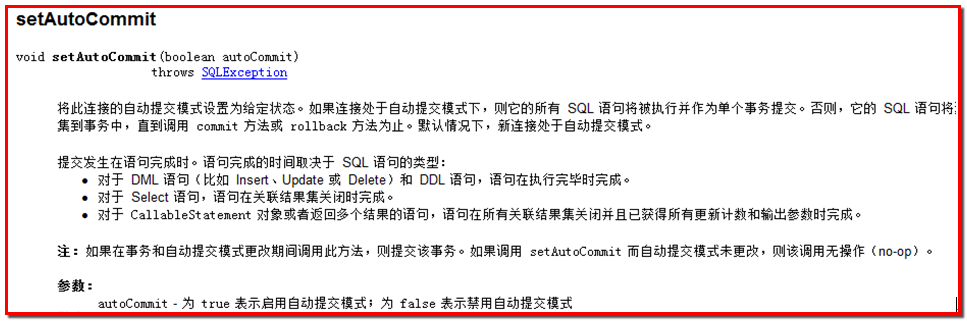 setAutoCommit
void setAutoCommit(boolean autoCommit)
throws SQLException
将此连接的自动提交模式设置为给定状态。如果连接处于自动提交模式下，则它的所有 SQL 语句将被执行并作为单个事务提交。否则，它的 SQL 语句将
集到事务中，直到调用 commit 方法或 rollback 方法为止。默认情况下，新连接处于自动提交模式。
提交发生在语句完成时。语句完成的时间取决于 SQL 语句的类型：
• 对于 DML 语句（比如 Insert、Update 或 Delete）和 DDL 语句，语句在执行完毕时完成。
• 对于 Select 语句，语句在关联结果集关闭时完成。
• 对于 CallableStatement 对象或者返回多个结果的语句，语句在所有关联结果集关闭并且已获得所有更新计数和输出参数时完成。
注：如果在事务和自动提交模式更改期间调用此方法，则提交该事务。如果调用 setAutoCommit 而自动提交模式未更改，则该调用无操作（no-op）。
参数：
autoCommit - 为 true 表示启用自动提交模式；为 false 表示禁用自动提交模式